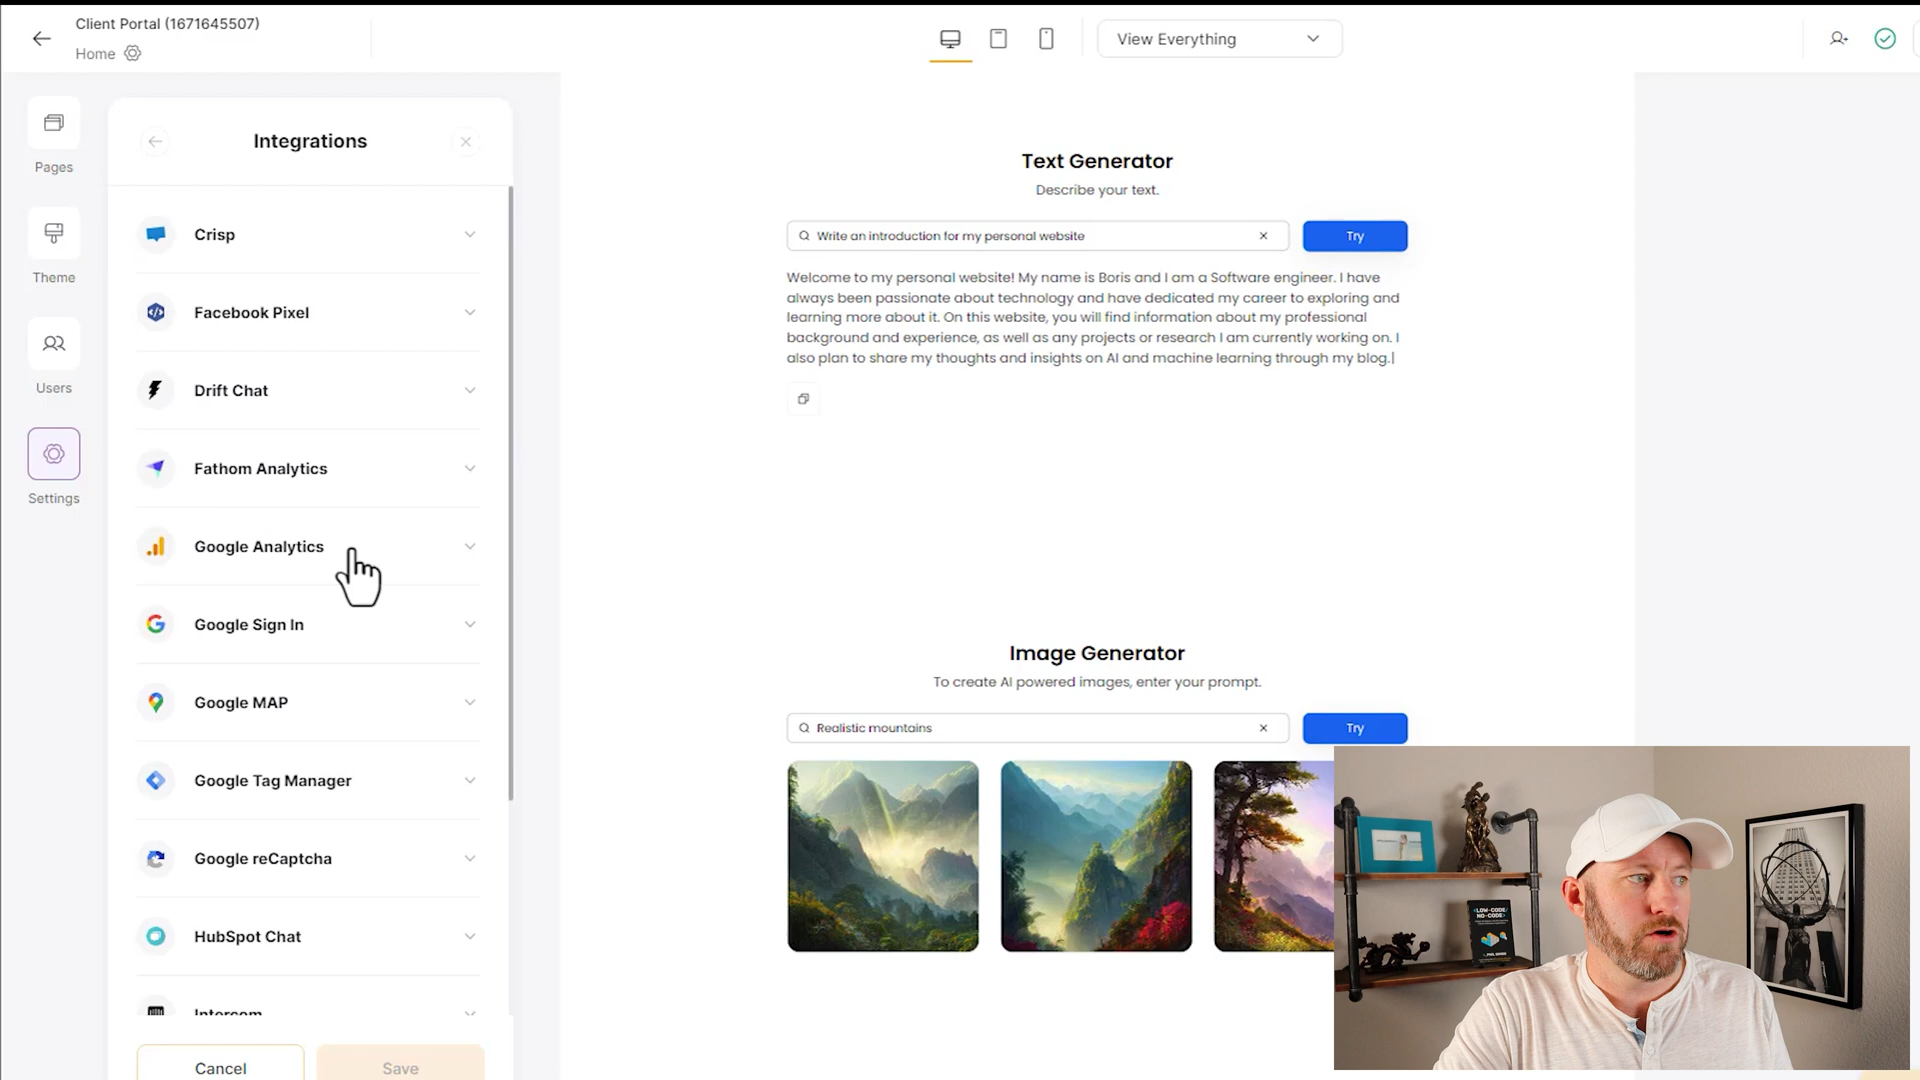 Client Portal (1671645507)
Home
View Everything
Pages
Theme
Users
Settings
Integrations
Crisp
Facebook Pixel
Drift Chat
Fathom Analytics
Google Analytics
Google Sign In
Google MAP
Google Tag Manager
Google reCaptcha
HubSpot Chat
Intercom
Cancel
Save
Text Generator
Describe your text.
Write an introduction for my personal website
Try
Welcome to my personal website! My name is Boris and I am a Software engineer. I have
always been passionate about technology and have dedicated my career to exploring and
learning more about it. On this website, you will find information about my professional
background and experience, as well as any projects or research I am currently working on. I
also plan to share my thoughts and insights on AI and machine learning through my blog.|
Image Generator
To create AI powered images, enter your prompt.
Realistic mountains
Try
LOW-CODE/
NO-CODE